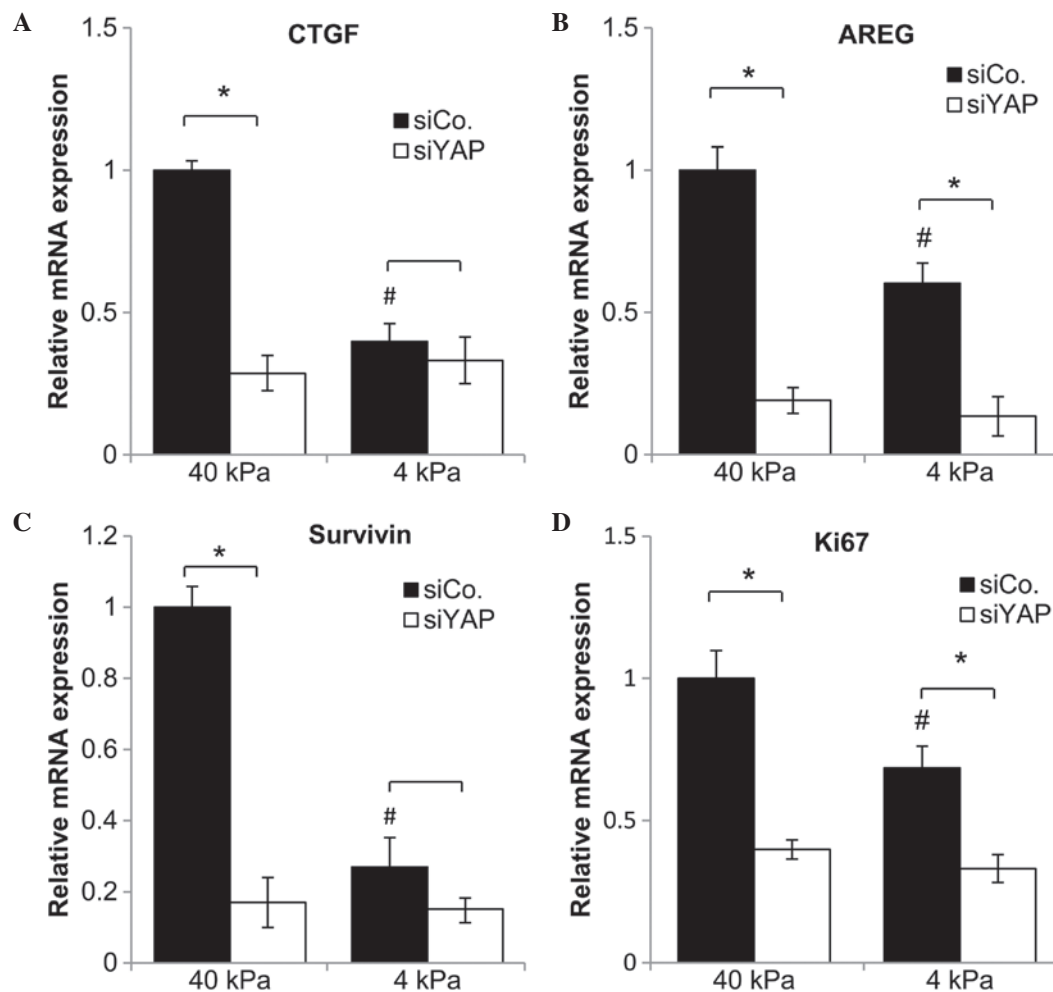 A
CTGF
1.5
1
0.5
0
Relative mRNA expression
siCo.
siYAP
*
#
40 kPa
4 kPa
B
AREG
1.5
1
0.5
0
Relative mRNA expression
siCo.
siYAP
*
*
#
40 kPa
4 kPa
C
Survivin
1.2
1
0.8
0.6
0.4
0.2
0
Relative mRNA expression
siCo.
siYAP
*
#
40 kPa
4 kPa
D
Ki67
1.5
1
0.5
0
Relative mRNA expression
siCo.
siYAP
*
*
#
40 kPa
4 kPa